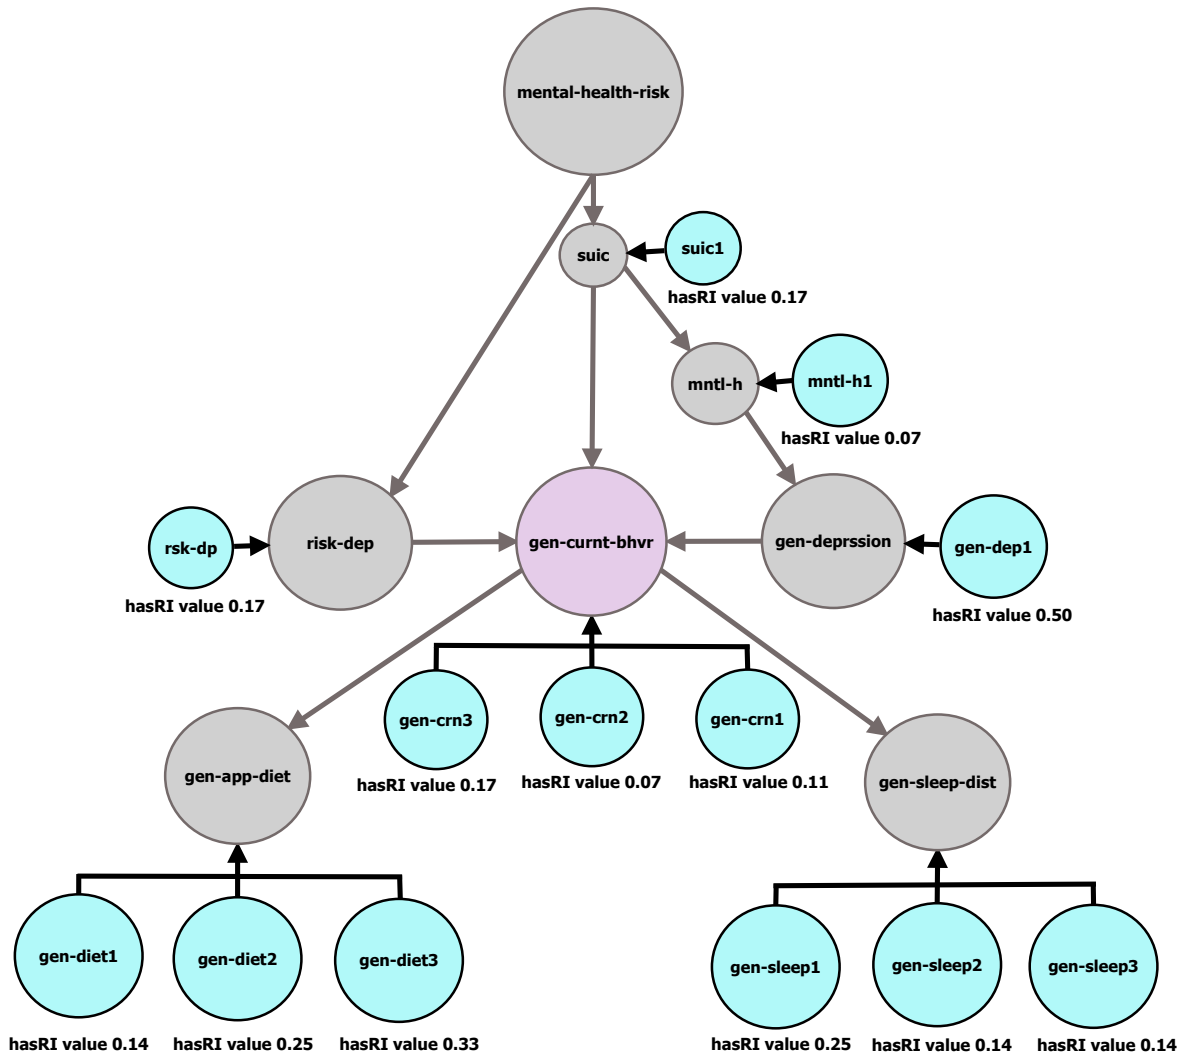 mental-health-risk
suic
suic1
hasRI value 0.17
mntl-h
mntl-h1
hasRI value 0.07
rsk-dp
hasRI value 0.17
risk-dep
gen-curnt-bhvr
gen-deprssion
gen-dep1
hasRI value 0.50
gen-crn3
hasRI value 0.17
gen-crn2
hasRI value 0.07
gen-crn1
hasRI value 0.11
gen-app-diet
gen-sleep-dist
gen-diet1
hasRI value 0.14
gen-diet2
hasRI value 0.25
gen-diet3
hasRI value 0.33
gen-sleep1
hasRI value 0.25
gen-sleep2
hasRI value 0.14
gen-sleep3
hasRI value 0.14